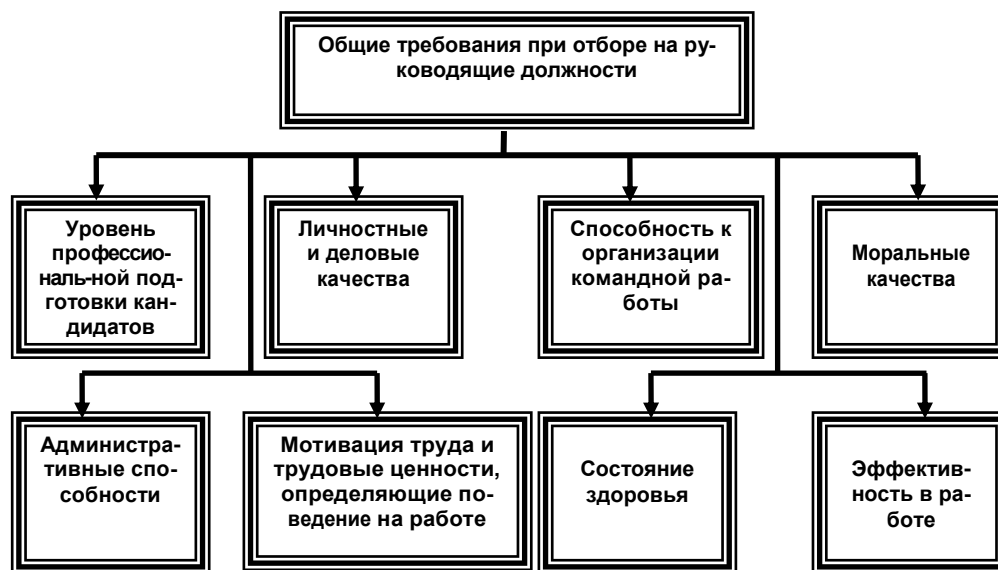 Общие требования при отборе на ру-
ководящие должности
Уровень
профессио-
наль-ной под-
готовки кан-
дидатов
Личностные
и деловые
качества
Способность к
организации
командной ра-
боты
Моральные
качества
Администра-
тивные спо-
собности
Мотивация труда и
трудовые ценности,
определяющие по-
ведение на работе
Состояние
здоровья
Эффектив-
ность в ра-
боте